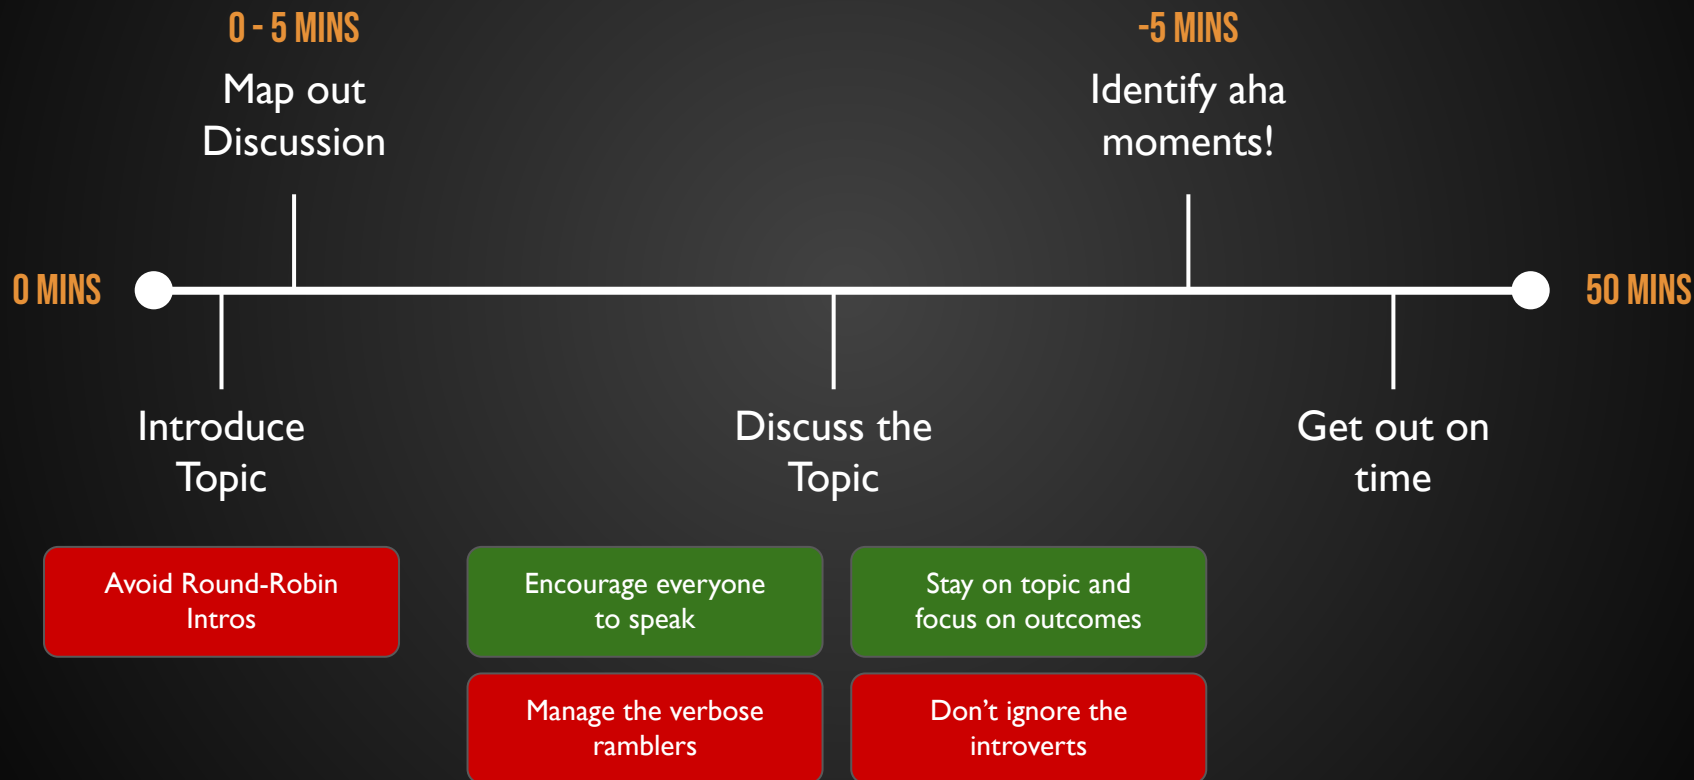 0 - 5 MINS
Map out
Discussion
-5 MINS
Identify aha
moments!
0 MINS
50 MINS
Introduce
Topic
Discuss the
Topic
Get out on
time
Avoid Round-Robin
Intros
Encourage everyone
to speak
Stay on topic and
focus on outcomes
Manage the verbose
ramblers
Don’t ignore the
introverts